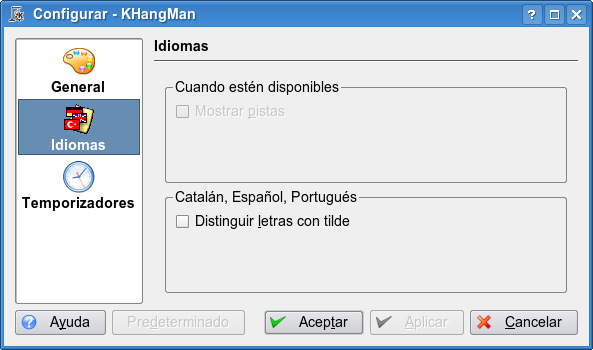 Configurar - KHangMan
General
Idiomas
Temporizadores
Idiomas
Cuando estén disponibles
Mostrar pistas
Catalán, Español, Portugués
Distinguir letras con tilde
Ayuda
Predeterminado
Aceptar
Aplicar
Cancelar